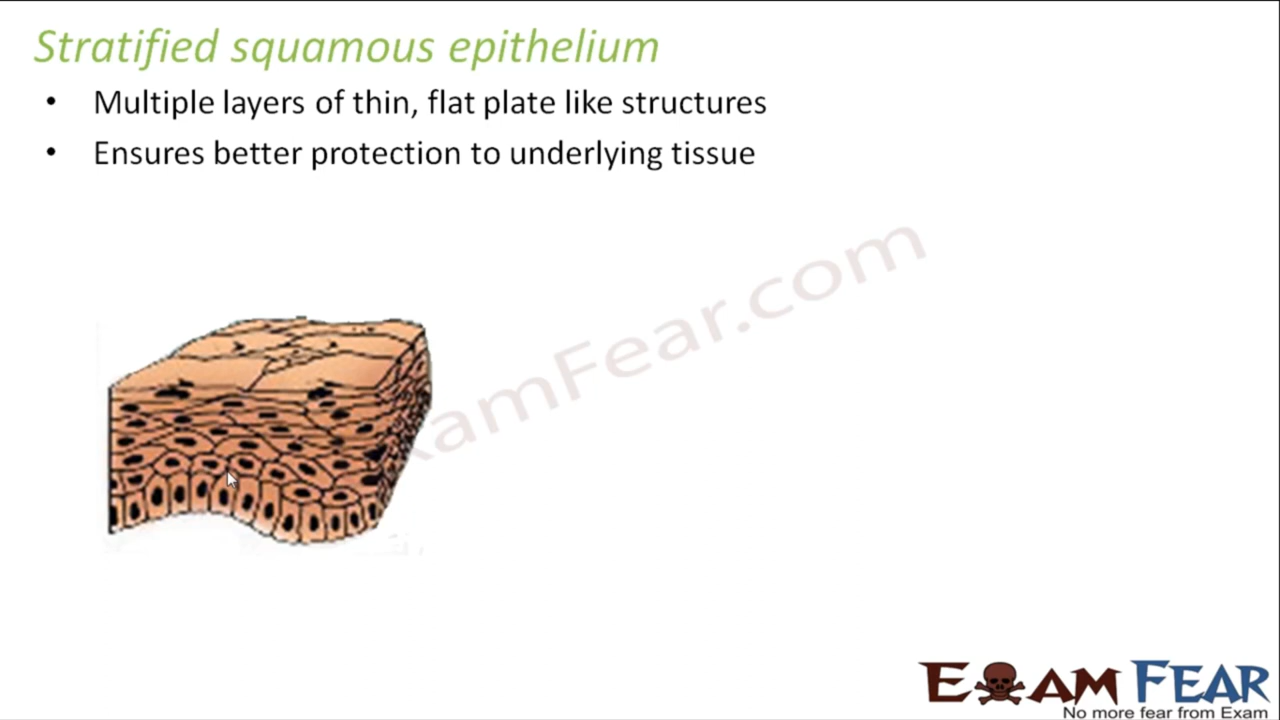 Stratified squamous epithelium
• Multiple layers of thin, flat plate like structures
• Ensures better protection to underlying tissue
amFear.com
EXAM FEAR
No more fear from Exam